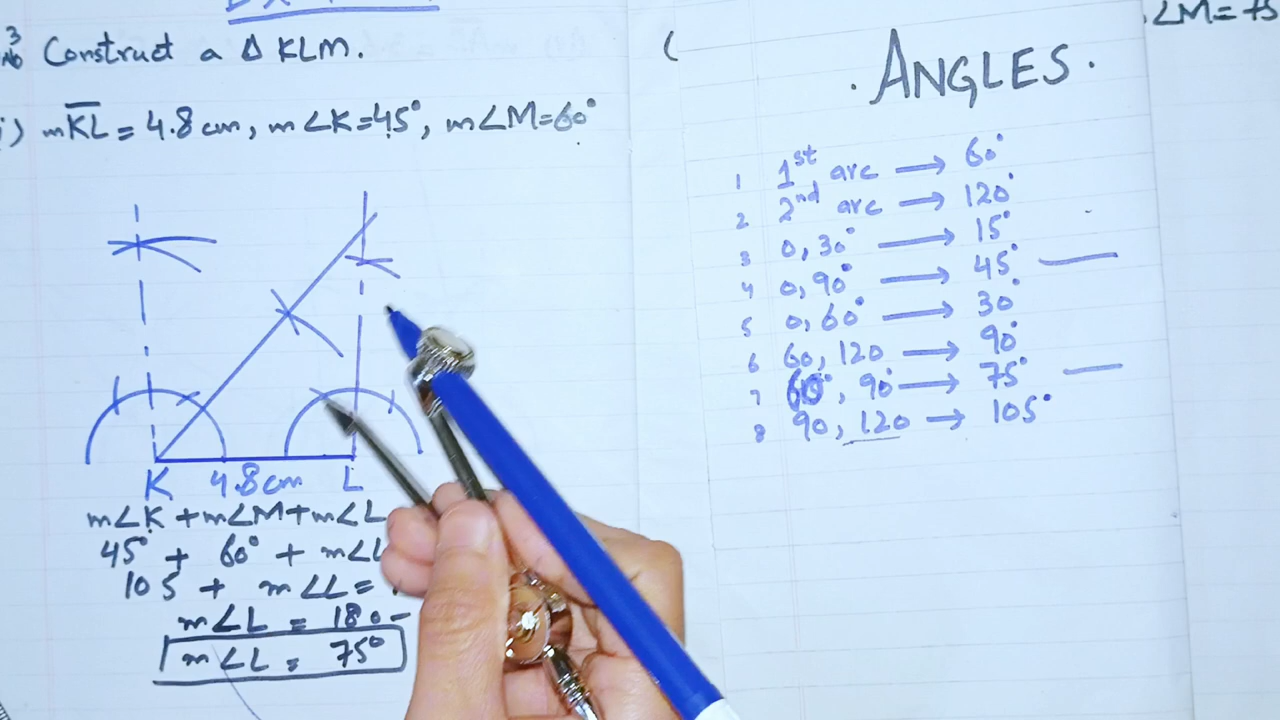 3
No Construct a Δ KLM.
i) mKL = 4.8 cm, m∠K=45°, m∠M=60°
K 4.8cm L
m∠K + m∠M + m∠L
45° + 60° + m∠L
105 + m∠L =
m∠L = 180-
m∠L = 75°
(
.∠M = 75
. ANGLES .
1 1st arc → 60°
2 2nd arc → 120°
3 0, 30° → 15°
4 0, 90° → 45°
5 0, 60° → 30°
6 60, 120 → 90°
7 60°, 90° → 75°
8 90, 120 → 105°